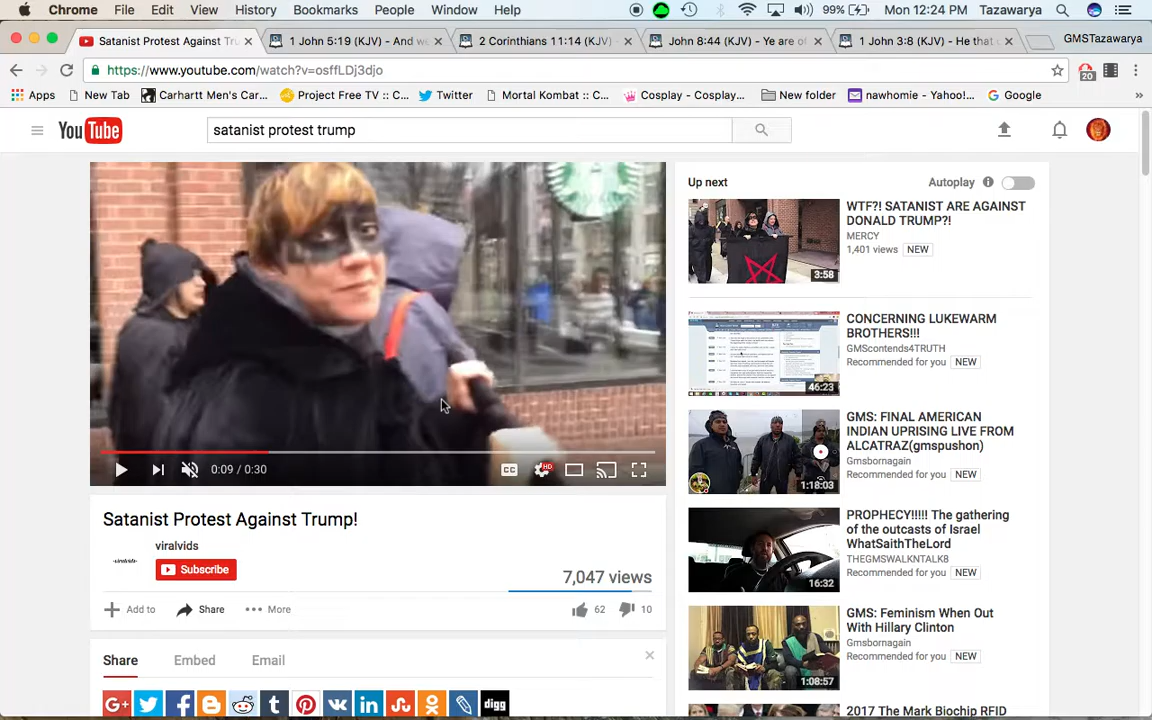 Chrome File Edit View History Bookmarks People Window Help 99% Mon 12:24 PM Tazawarya
Satanist Protest Against Tru
1 John 5:19 (KJV) - And we
2 Corinthians 11:14 (KJV) -
John 8:44 (KJV) - Ye are of
1 John 3:8 (KJV) - He that
GMSTazawarya
https://www.youtube.com/watch?v=osffLDj3djo
20
Apps New Tab Carhartt Men's Car... Project Free TV :: C... Twitter Mortal Kombat :: C... Cosplay - Cosplay... New folder nawhomie - Yahoo!... Google »
YouTube
satanist protest trump
0:09 / 0:30
CC
HD
Satanist Protest Against Trump!
viralvids
viralvids
Subscribe
7,047 views
Add to Share More
62 10
Share Embed Email
G+
digg
Up next
Autoplay
WTF?! SATANIST ARE AGAINST
DONALD TRUMP?!
MERCY
1,401 views NEW
3:58
CONCERNING LUKEWARM
BROTHERS!!!
GMScontends4TRUTH
Recommended for you NEW
46:23
GMS: FINAL AMERICAN
INDIAN UPRISING LIVE FROM
ALCATRAZ(gmspushon)
Gmsbornagain
Recommended for you NEW
1:18:03
PROPHECY!!!!! The gathering
of the outcasts of Israel
WhatSaithTheLord
THEGMSWALKNTALK8
Recommended for you NEW
16:32
GMS: Feminism When Out
With Hillary Clinton
Gmsbornagain
Recommended for you NEW
1:08:57
2017 The Mark Biochip RFID